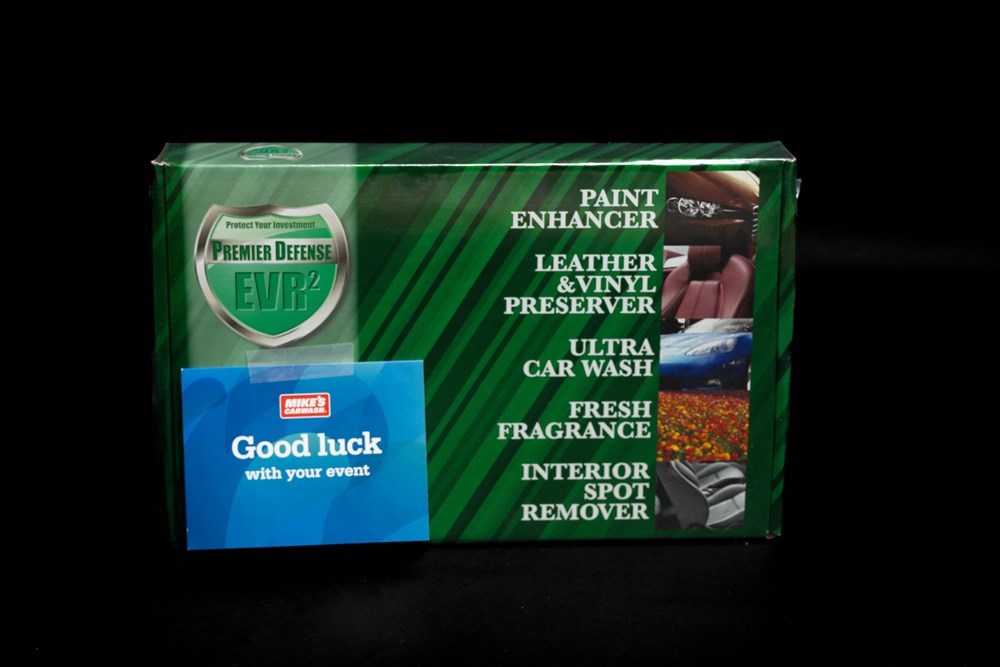 Protect Your Investment
PREMIER DEFENSE
EVR²
PAINT
ENHANCER
LEATHER
&VINYL
PRESERVER
ULTRA
CAR WASH
FRESH
FRAGRANCE
INTERIOR
SPOT
REMOVER
MIKE'S
CARWASH.
Good luck
with your event